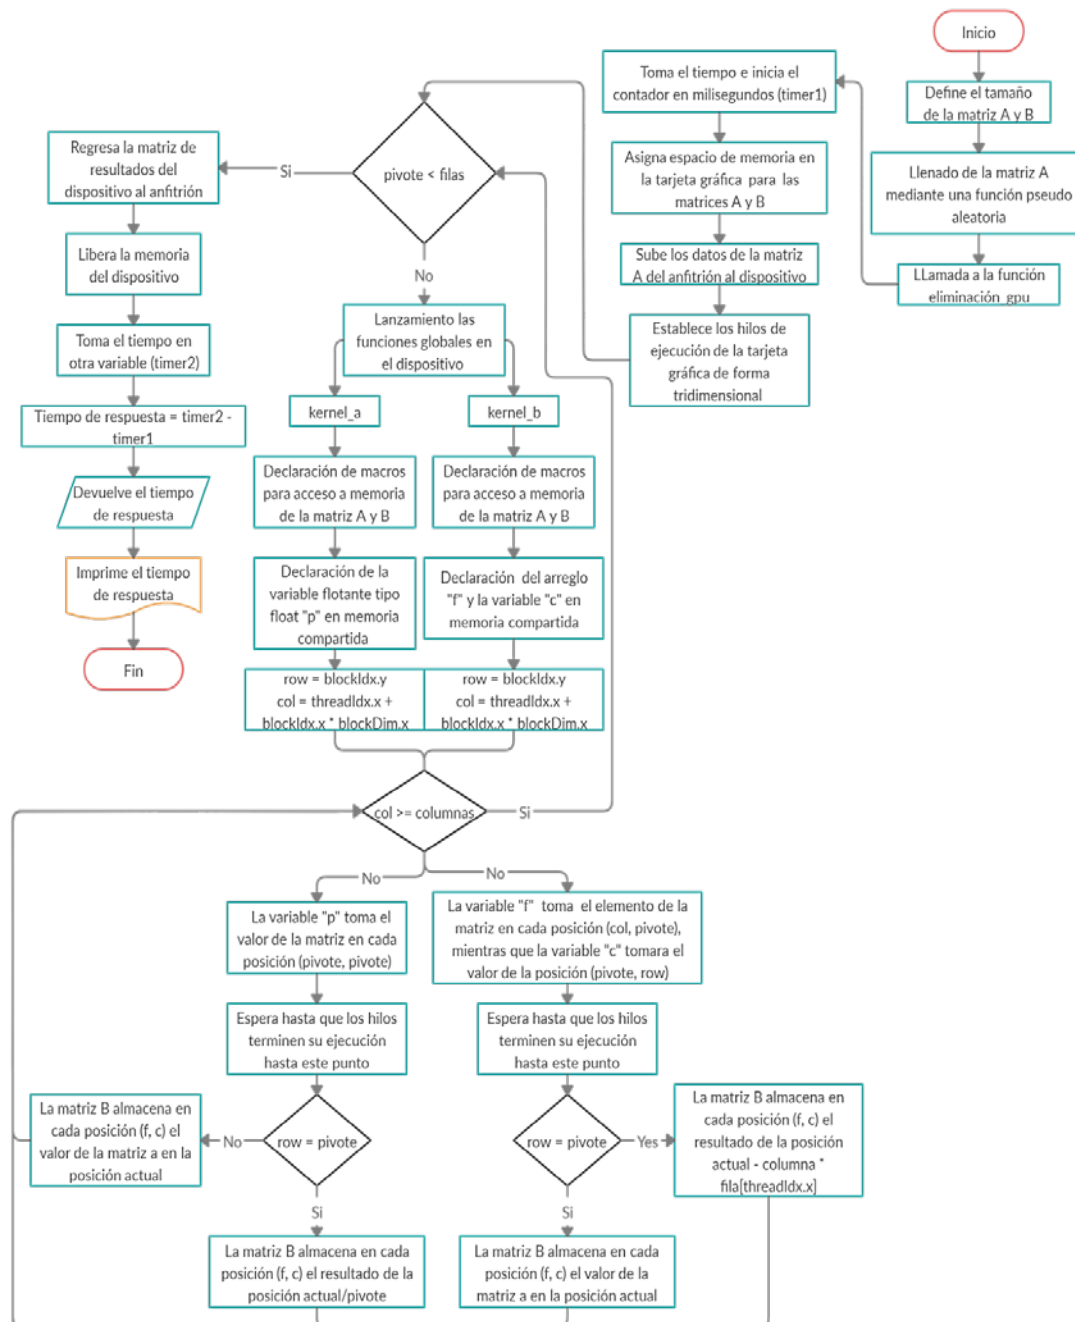 Inicio
Define el tamaño
de la matriz A y B
Llenado de la matriz A
mediante una función pseudo
aleatoria
LLamada a la función
eliminación_gpu
Toma el tiempo e inicia el
contador en milisegundos (timer1)
Asigna espacio de memoria en
la tarjeta gráfica para las
matrices A y B
Sube los datos de la matriz
A del anfitrión al dispositivo
Establece los hilos de
ejecución de la tarjeta
gráfica de forma
tridimensional
pivote < filas
Si
No
Regresa la matriz de
resultados del
dispositivo al anfitrión
Libera la memoria
del dispositivo
Toma el tiempo en
otra variable (timer2)
Tiempo de respuesta = timer2 -
timer1
Devuelve el tiempo
de respuesta
Imprime el tiempo
de respuesta
Fin
Lanzamiento las
funciones globales en
el dispositivo
kernel_a
kernel_b
Declaración de macros
para acceso a memoria
de la matriz A y B
Declaración de macros
para acceso a memoria
de la matriz A y B
Declaración de la
variable flotante tipo
float "p" en memoria
compartida
Declaración del arreglo
"f" y la variable "c" en
memoria compartida
row = blockIdx.y
col = threadIdx.x +
blockIdx.x * blockDim.x
row = blockIdx.y
col = threadIdx.x +
blockIdx.x * blockDim.x
col >= columnas
Si
No
No
La variable "p" toma el
valor de la matriz en cada
posición (pivote, pivote)
La variable "f" toma el elemento de la
matriz en cada posición (col, pivote),
mientras que la variable "c" tomara el
valor de la posición (pivote, row)
Espera hasta que los hilos
terminen su ejecución
hasta este punto
Espera hasta que los hilos
terminen su ejecución
hasta este punto
La matriz B almacena en
cada posición (f, c) el
valor de la matriz a en la
posición actual
No
row = pivote
row = pivote
Yes
La matriz B almacena en
cada posición (f, c) el
resultado de la posición
actual - columna *
fila[threadIdx.x]
Si
Si
La matriz B almacena en cada
posición (f, c) el resultado de la
posición actual/pivote
La matriz B almacena en cada
posición (f, c) el valor de la
matriz a en la posición actual